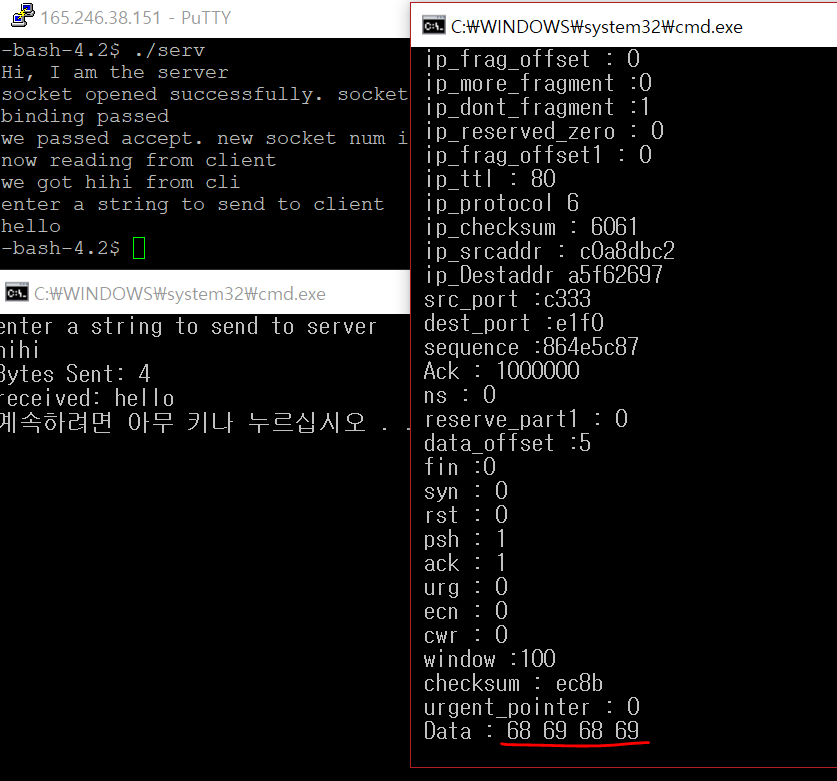 165.246.38.151 - PuTTY
-bash-4.2$ ./serv
Hi, I am the server
socket opened successfully. socket
binding passed
we passed accept. new socket num i
now reading from client
we got hihi from cli
enter a string to send to client
hello
-bash-4.2$
C:₩WINDOWS₩system32₩cmd.exe
enter a string to send to server
hihi
Bytes Sent: 4
received: hello
계속하려면 아무 키나 누르십시오 . .
C:₩WINDOWS₩system32₩cmd.exe
ip_frag_offset : 0
ip_more_fragment :0
ip_dont_fragment :1
ip_reserved_zero : 0
ip_frag_offset1 : 0
ip_ttl : 80
ip_protocol 6
ip_checksum : 6061
ip_srcaddr : c0a8dbc2
ip_Destaddr a5f62697
src_port :c333
dest_port :e1f0
sequence :864e5c87
Ack : 1000000
ns : 0
reserve_part1 : 0
data_offset :5
fin :0
syn : 0
rst : 0
psh : 1
ack : 1
urg : 0
ecn : 0
cwr : 0
window :100
checksum : ec8b
urgent_pointer : 0
Data : 68 69 68 69